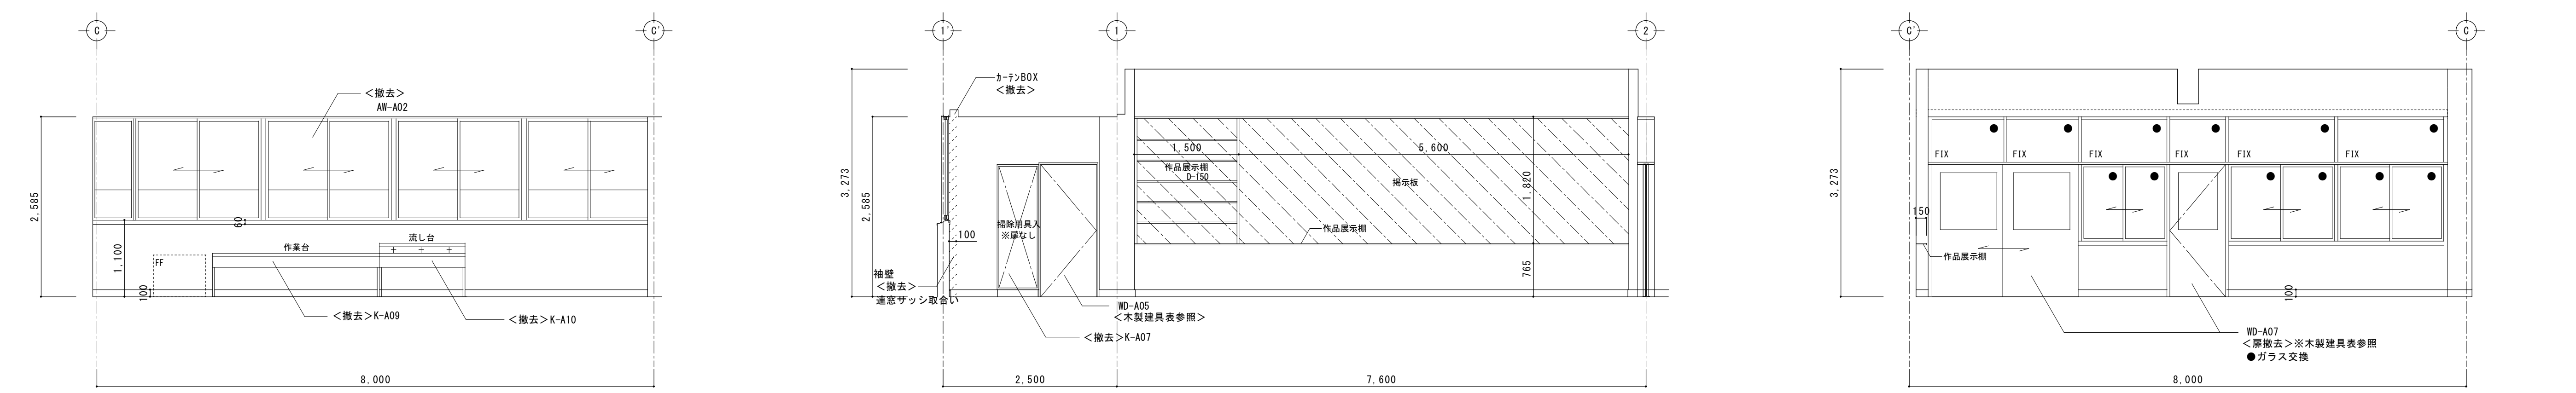 C
C'
＜撤去＞
AW-A02
2,585
60
1,100
100
FF
作業台
流し台
＜撤去＞K-A09
＜撤去＞K-A10
8,000
1'
1
2
カーテンBOX
＜撤去＞
3,273
2,585
100
袖壁
＜撤去＞
連窓サッシ取合い
掃除用具入
※扉なし
1,500
5,600
作品展示棚
D-150
掲示板
1,820
作品展示棚
765
WD-A05
＜木製建具表参照＞
＜撤去＞K-A07
2,500
7,600
C'
C
3,273
FIX
FIX
FIX
FIX
FIX
FIX
150
作品展示棚
100
WD-A07
＜扉撤去＞※木製建具表参照
●ガラス交換
8,000